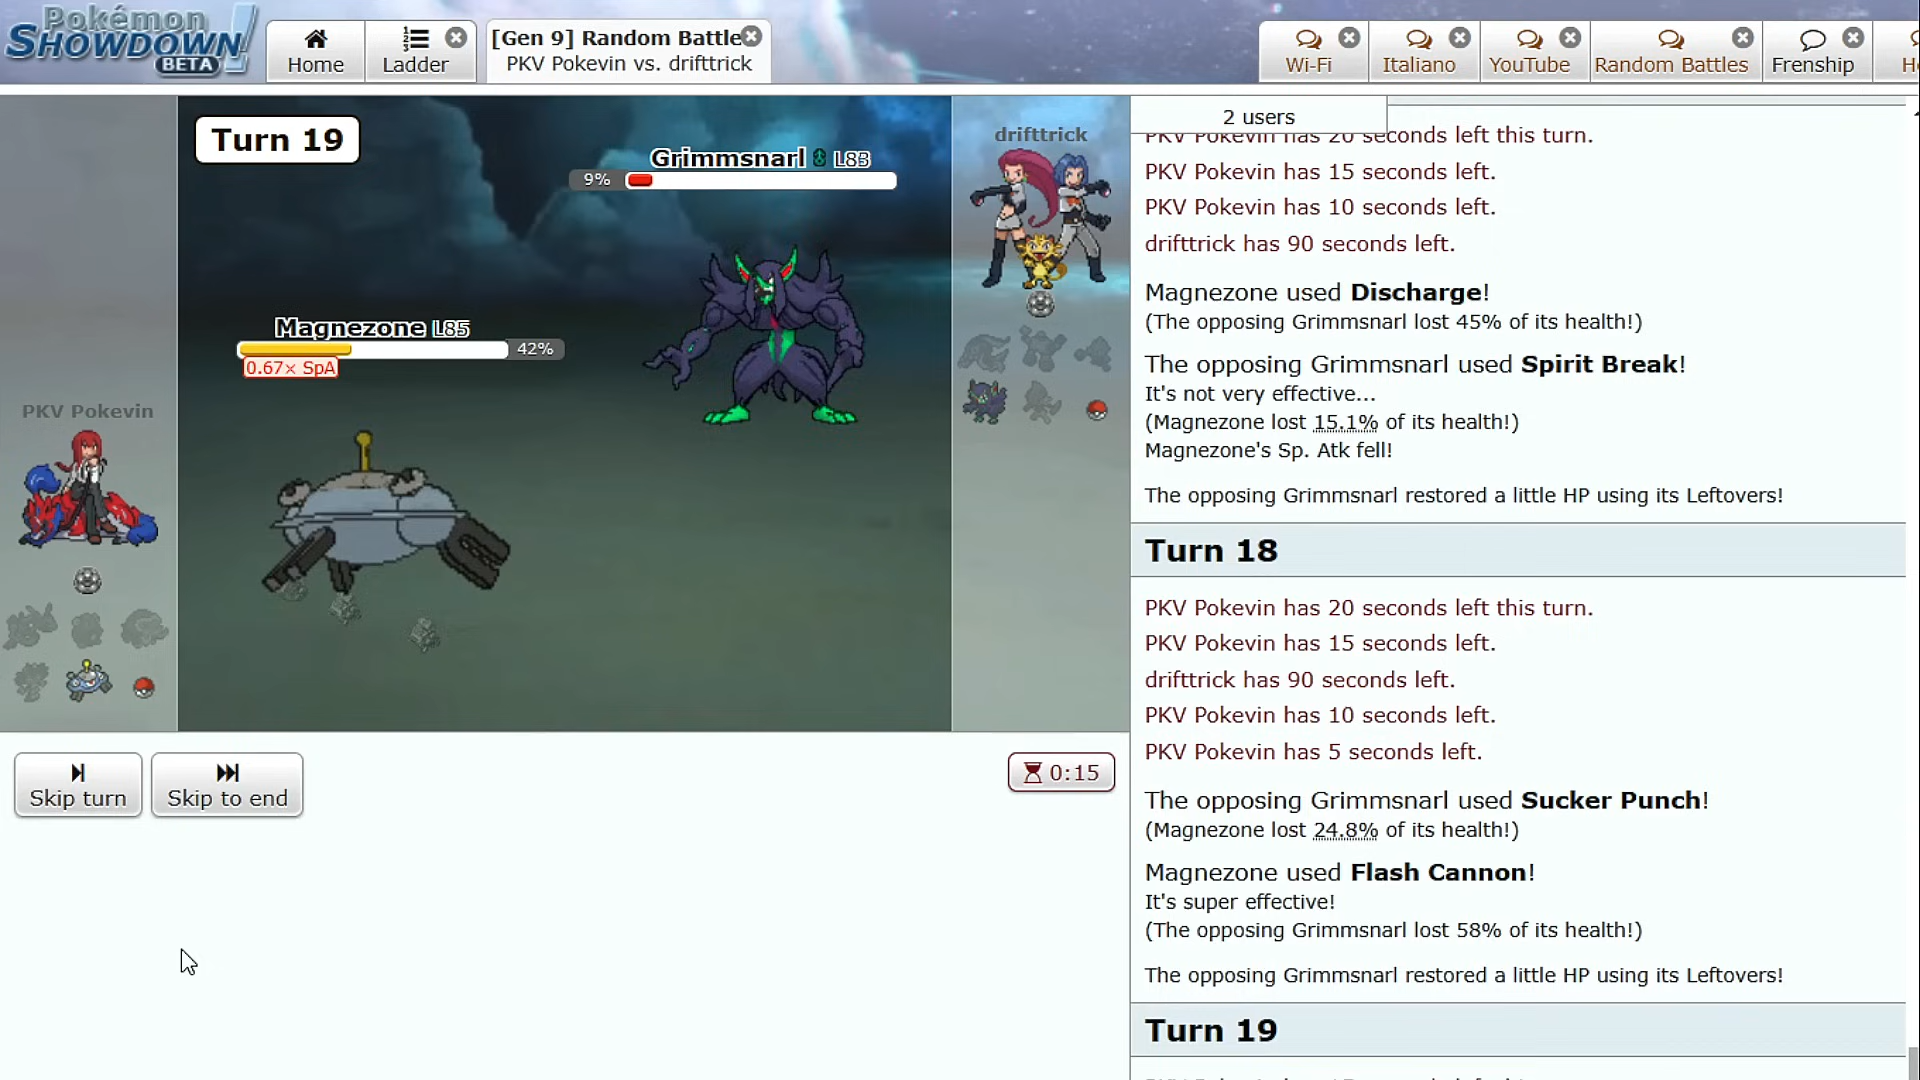 Pokémon
SHOWDOWN!
BETA
Home
Ladder
[Gen 9] Random Battle
PKV Pokevin vs. drifttrick
Wi-Fi
Italiano
YouTube
Random Battles
Frenship
Turn 19
Grimmsnarl L83
9%
Magnezone L85
42%
0.67× SpA
PKV Pokevin
drifttrick
2 users
PKV Pokevin has 20 seconds left this turn.
PKV Pokevin has 15 seconds left.
PKV Pokevin has 10 seconds left.
drifttrick has 90 seconds left.
Magnezone used Discharge!
(The opposing Grimmsnarl lost 45% of its health!)
The opposing Grimmsnarl used Spirit Break!
It's not very effective...
(Magnezone lost 15.1% of its health!)
Magnezone's Sp. Atk fell!
The opposing Grimmsnarl restored a little HP using its Leftovers!
Turn 18
PKV Pokevin has 20 seconds left this turn.
PKV Pokevin has 15 seconds left.
drifttrick has 90 seconds left.
PKV Pokevin has 10 seconds left.
PKV Pokevin has 5 seconds left.
The opposing Grimmsnarl used Sucker Punch!
(Magnezone lost 24.8% of its health!)
Magnezone used Flash Cannon!
It's super effective!
(The opposing Grimmsnarl lost 58% of its health!)
The opposing Grimmsnarl restored a little HP using its Leftovers!
Turn 19
Skip turn
Skip to end
0:15